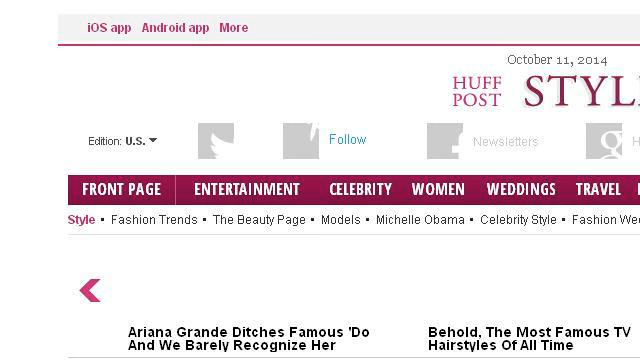 iOS app Android app More
October 11, 2014
HUFF
POST
STYL
Edition: U.S.
Follow
Newsletters
FRONT PAGE ENTERTAINMENT CELEBRITY WOMEN WEDDINGS TRAVEL
Style • Fashion Trends • The Beauty Page • Models • Michelle Obama • Celebrity Style • Fashion We
Ariana Grande Ditches Famous 'Do
And We Barely Recognize Her
Behold, The Most Famous TV
Hairstyles Of All Time